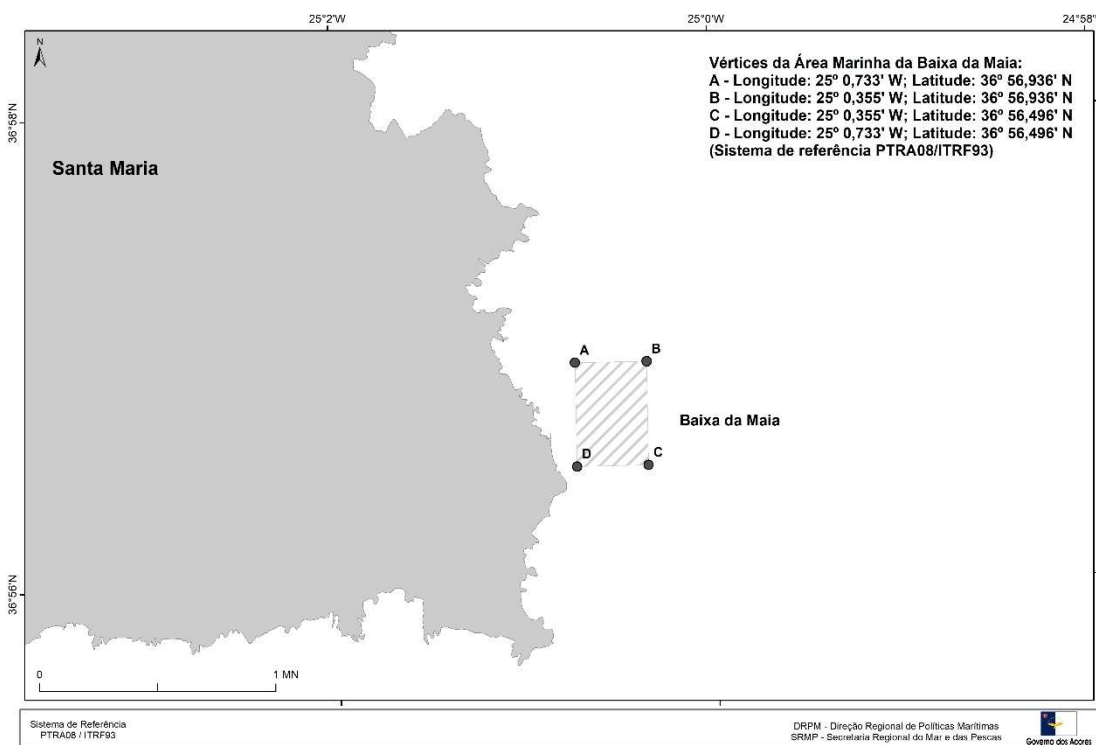 25°2'W
25°0'W
24°58'
N
Vértices da Área Marinha da Baixa da Maia:
A - Longitude: 25º 0,733' W; Latitude: 36º 56,936' N
B - Longitude: 25º 0,355' W; Latitude: 36º 56,936' N
C - Longitude: 25º 0,355' W; Latitude: 36º 56,496' N
D - Longitude: 25º 0,733' W; Latitude: 36º 56,496' N
(Sistema de referência PTRA08/ITRF93)
36°58'N
Santa Maria
A
B
Baixa da Maia
D
C
36°56'N
0
1 MN
Sistema de Referência
PTRA08 / ITRF93
DRPM - Direção Regional de Políticas Marítimas
SRMP - Secretaria Regional do Mar e das Pescas
Governo dos Açores